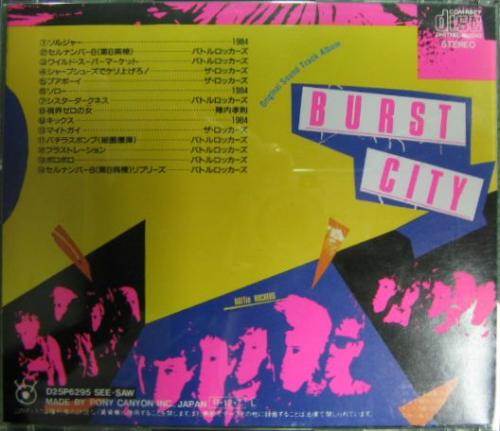 COMPACT
disc
DIGITAL AUDIO
STEREO
①ソルジャー 1984
②セルナンバー8(第8病棟) バトルロッカーズ
③ワイルド・スーパーマーケット バトルロッカーズ
④シャープシューズでケリ上げろ! ザ・ロッカーズ
⑤プアボーイ ザ・ロッカーズ
⑥ソロー 1984
⑦シスターダークネス バトルロッカーズ
⑧視界ゼロの女 陣内孝則
⑨キックス 1984
⑩マイトガイ ザ・ロッカーズ
⑪バチラスボンブ(細菌爆弾) バトルロッカーズ
⑫フラストレーション バトルロッカーズ
⑬ボロボロ バトルロッカーズ
⑭セルナンバー8(第8病棟)リプリーズ バトルロッカーズ
Original Sound Track Album
BURST
CITY
Battle ROCKERS
D25P6295 SEE・SAW
MADE BY PONY CANYON INC. JAPAN